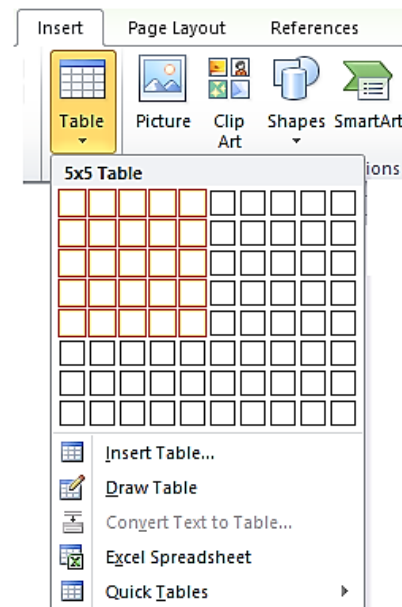 Insert Page Layout References
Table Picture Clip Art Shapes SmartArt
ions
5x5 Table
Insert Table...
Draw Table
Convert Text to Table...
Excel Spreadsheet
Quick Tables